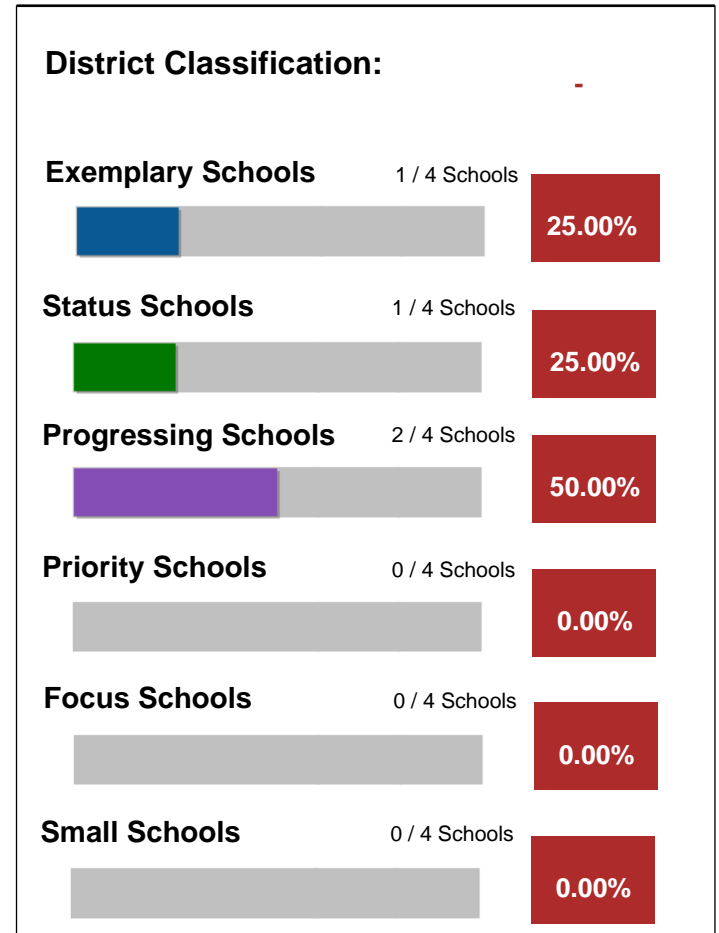 District Classification:
-
Exemplary Schools 1 / 4 Schools
25.00%
Status Schools 1 / 4 Schools
25.00%
Progressing Schools 2 / 4 Schools
50.00%
Priority Schools 0 / 4 Schools
0.00%
Focus Schools 0 / 4 Schools
0.00%
Small Schools 0 / 4 Schools
0.00%